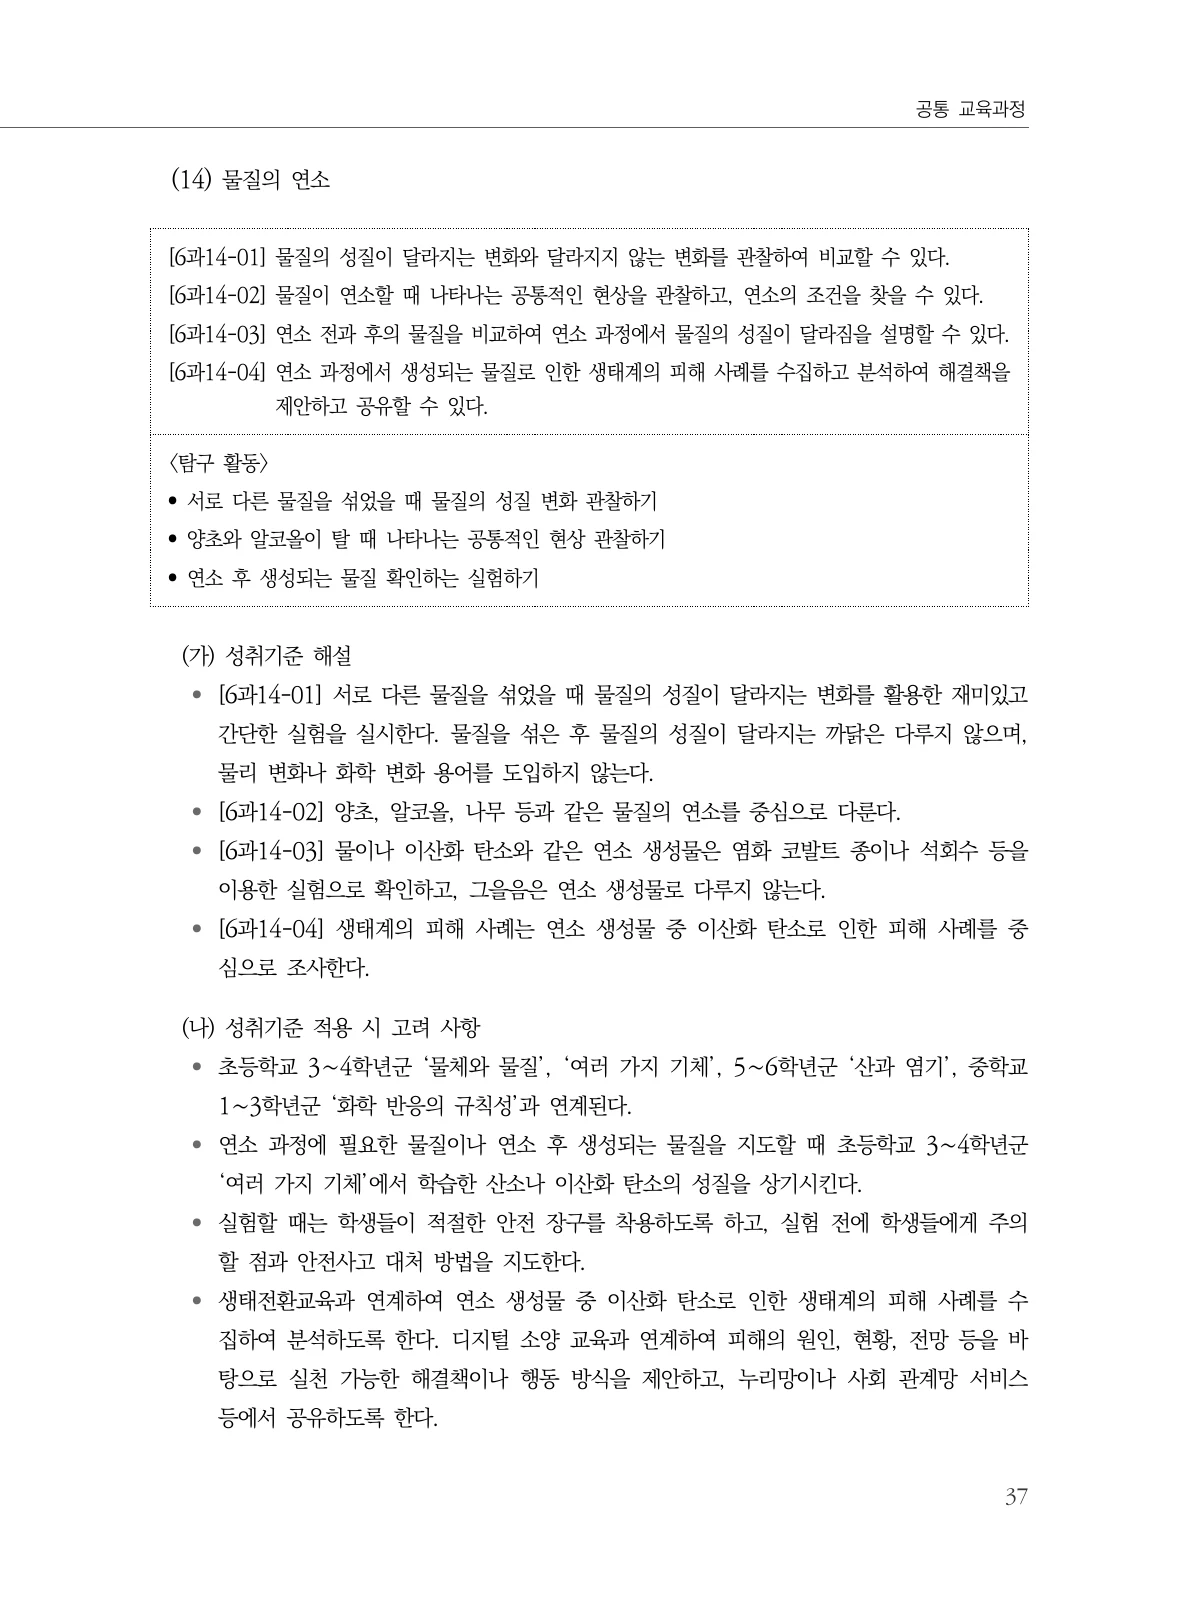 공통 교육과정
(14) 물질의 연소
[6과14-01] 물질의 성질이 달라지는 변화와 달라지지 않는 변화를 관찰하여 비교할 수 있다.
[6과14-02] 물질이 연소할 때 나타나는 공통적인 현상을 관찰하고, 연소의 조건을 찾을 수 있다.
[6과14-03] 연소 전과 후의 물질을 비교하여 연소 과정에서 물질의 성질이 달라짐을 설명할 수 있다.
[6과14-04] 연소 과정에서 생성되는 물질로 인한 생태계의 피해 사례를 수집하고 분석하여 해결책을
제안하고 공유할 수 있다.
〈탐구 활동〉
• 서로 다른 물질을 섞었을 때 물질의 성질 변화 관찰하기
• 양초와 알코올이 탈 때 나타나는 공통적인 현상 관찰하기
• 연소 후 생성되는 물질 확인하는 실험하기
(가) 성취기준 해설
• [6과14-01] 서로 다른 물질을 섞었을 때 물질의 성질이 달라지는 변화를 활용한 재미있고
간단한 실험을 실시한다. 물질을 섞은 후 물질의 성질이 달라지는 까닭은 다루지 않으며,
물리 변화나 화학 변화 용어를 도입하지 않는다.
• [6과14-02] 양초, 알코올, 나무 등과 같은 물질의 연소를 중심으로 다룬다.
• [6과14-03] 물이나 이산화 탄소와 같은 연소 생성물은 염화 코발트 종이나 석회수 등을
이용한 실험으로 확인하고, 그을음은 연소 생성물로 다루지 않는다.
• [6과14-04] 생태계의 피해 사례는 연소 생성물 중 이산화 탄소로 인한 피해 사례를 중
심으로 조사한다.
(나) 성취기준 적용 시 고려 사항
• 초등학교 3~4학년군 ‘물체와 물질’, ‘여러 가지 기체’, 5~6학년군 ‘산과 염기’, 중학교
1~3학년군 ‘화학 반응의 규칙성’과 연계된다.
• 연소 과정에 필요한 물질이나 연소 후 생성되는 물질을 지도할 때 초등학교 3~4학년군
‘여러 가지 기체’에서 학습한 산소나 이산화 탄소의 성질을 상기시킨다.
• 실험할 때는 학생들이 적절한 안전 장구를 착용하도록 하고, 실험 전에 학생들에게 주의
할 점과 안전사고 대처 방법을 지도한다.
• 생태전환교육과 연계하여 연소 생성물 중 이산화 탄소로 인한 생태계의 피해 사례를 수
집하여 분석하도록 한다. 디지털 소양 교육과 연계하여 피해의 원인, 현황, 전망 등을 바
탕으로 실천 가능한 해결책이나 행동 방식을 제안하고, 누리망이나 사회 관계망 서비스
등에서 공유하도록 한다.
37